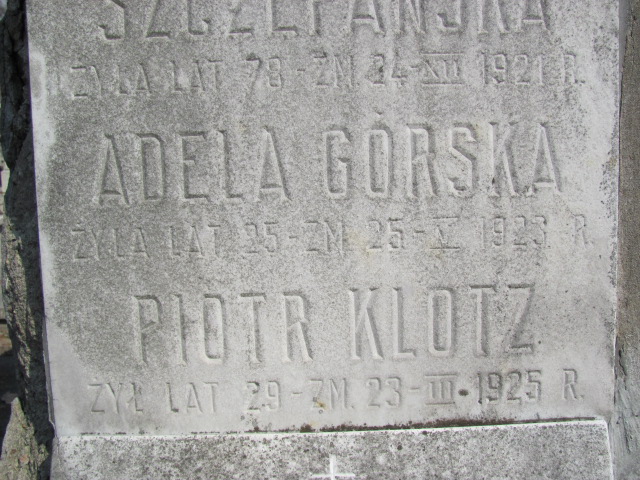 SZCZEPAŃSKA
ŻYŁA LAT 78-ZM. 24-XII 1921 R.
ADELA GÓRSKA
ŻYŁA LAT 25-ZM. 25-X 1923 R.
PIOTR KLOTZ
ŻYŁ LAT 29-ZM. 23-III-1925 R.